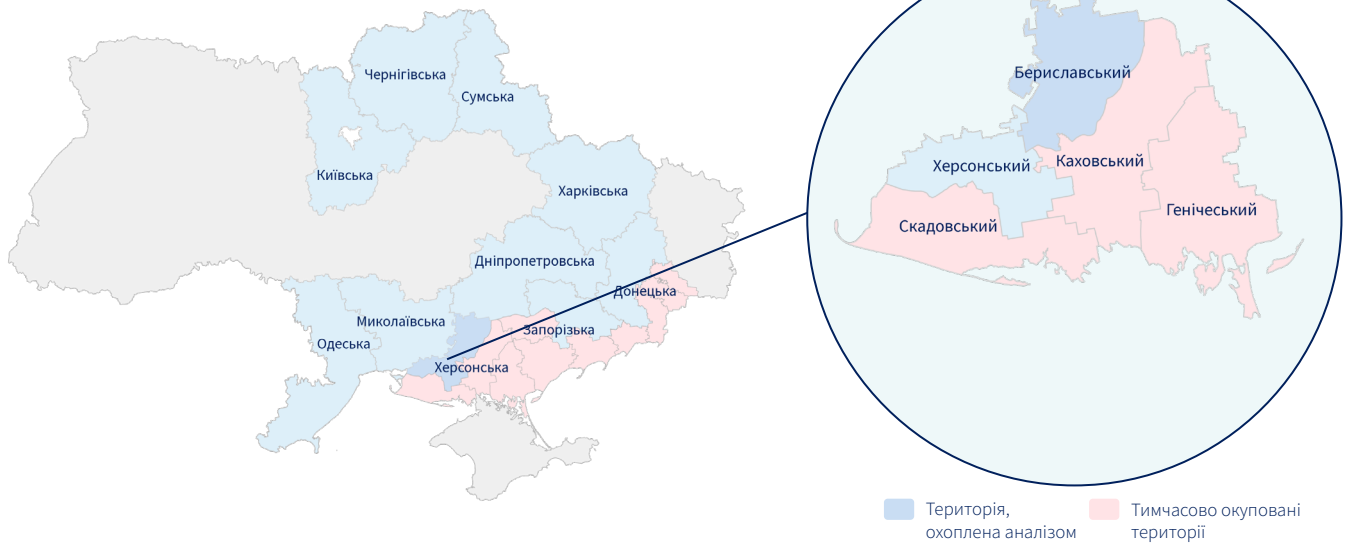 Чернігівська
Сумська
Київська
Харківська
Дніпропетровська
Донецька
Миколаївська
Запорізька
Одеська
Херсонська
Бериславський
Херсонський
Каховський
Скадовський
Генічеський
Територія,
охоплена аналізом
Тимчасово окуповані
території